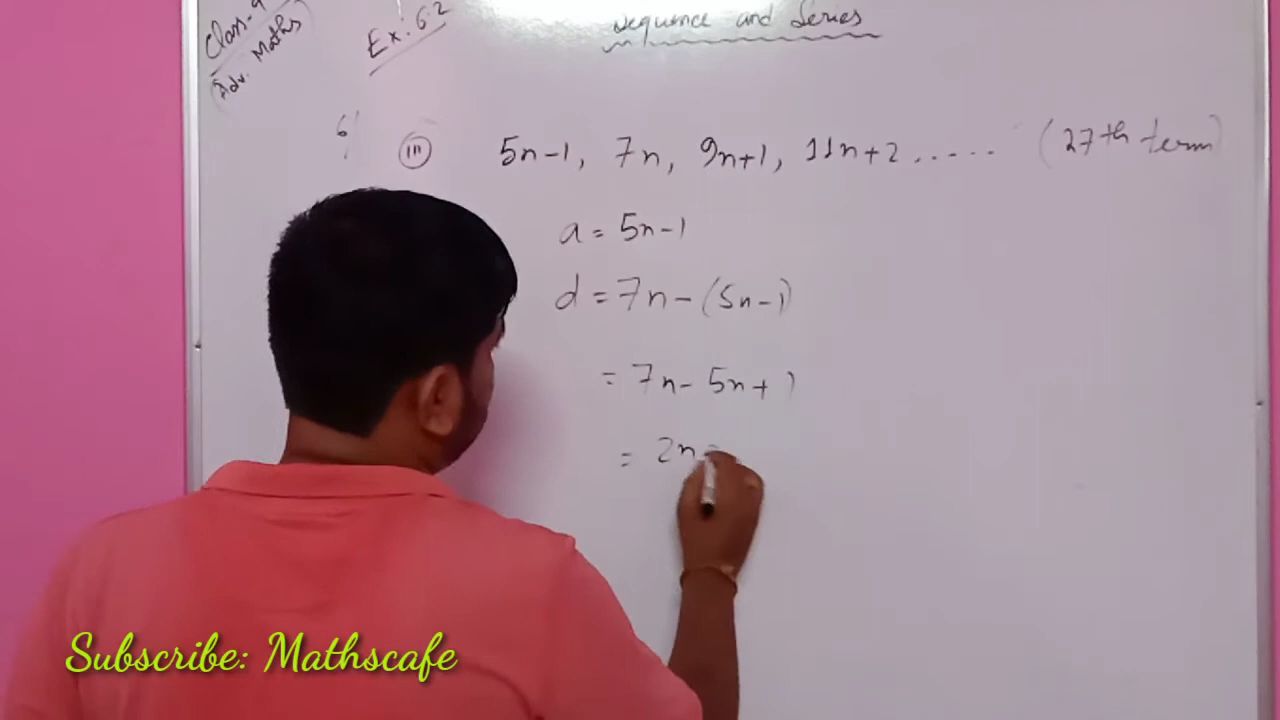 Class-9
Adv. Maths
Ex: 6.2
Sequence and Series
6
(iii) 5n-1, 7n, 9n+1, 11n+2 ..... (27th term)
a = 5n-1
d = 7n-(5n-1)
= 7n-5n+1
= 2n
Subscribe: Mathscafe